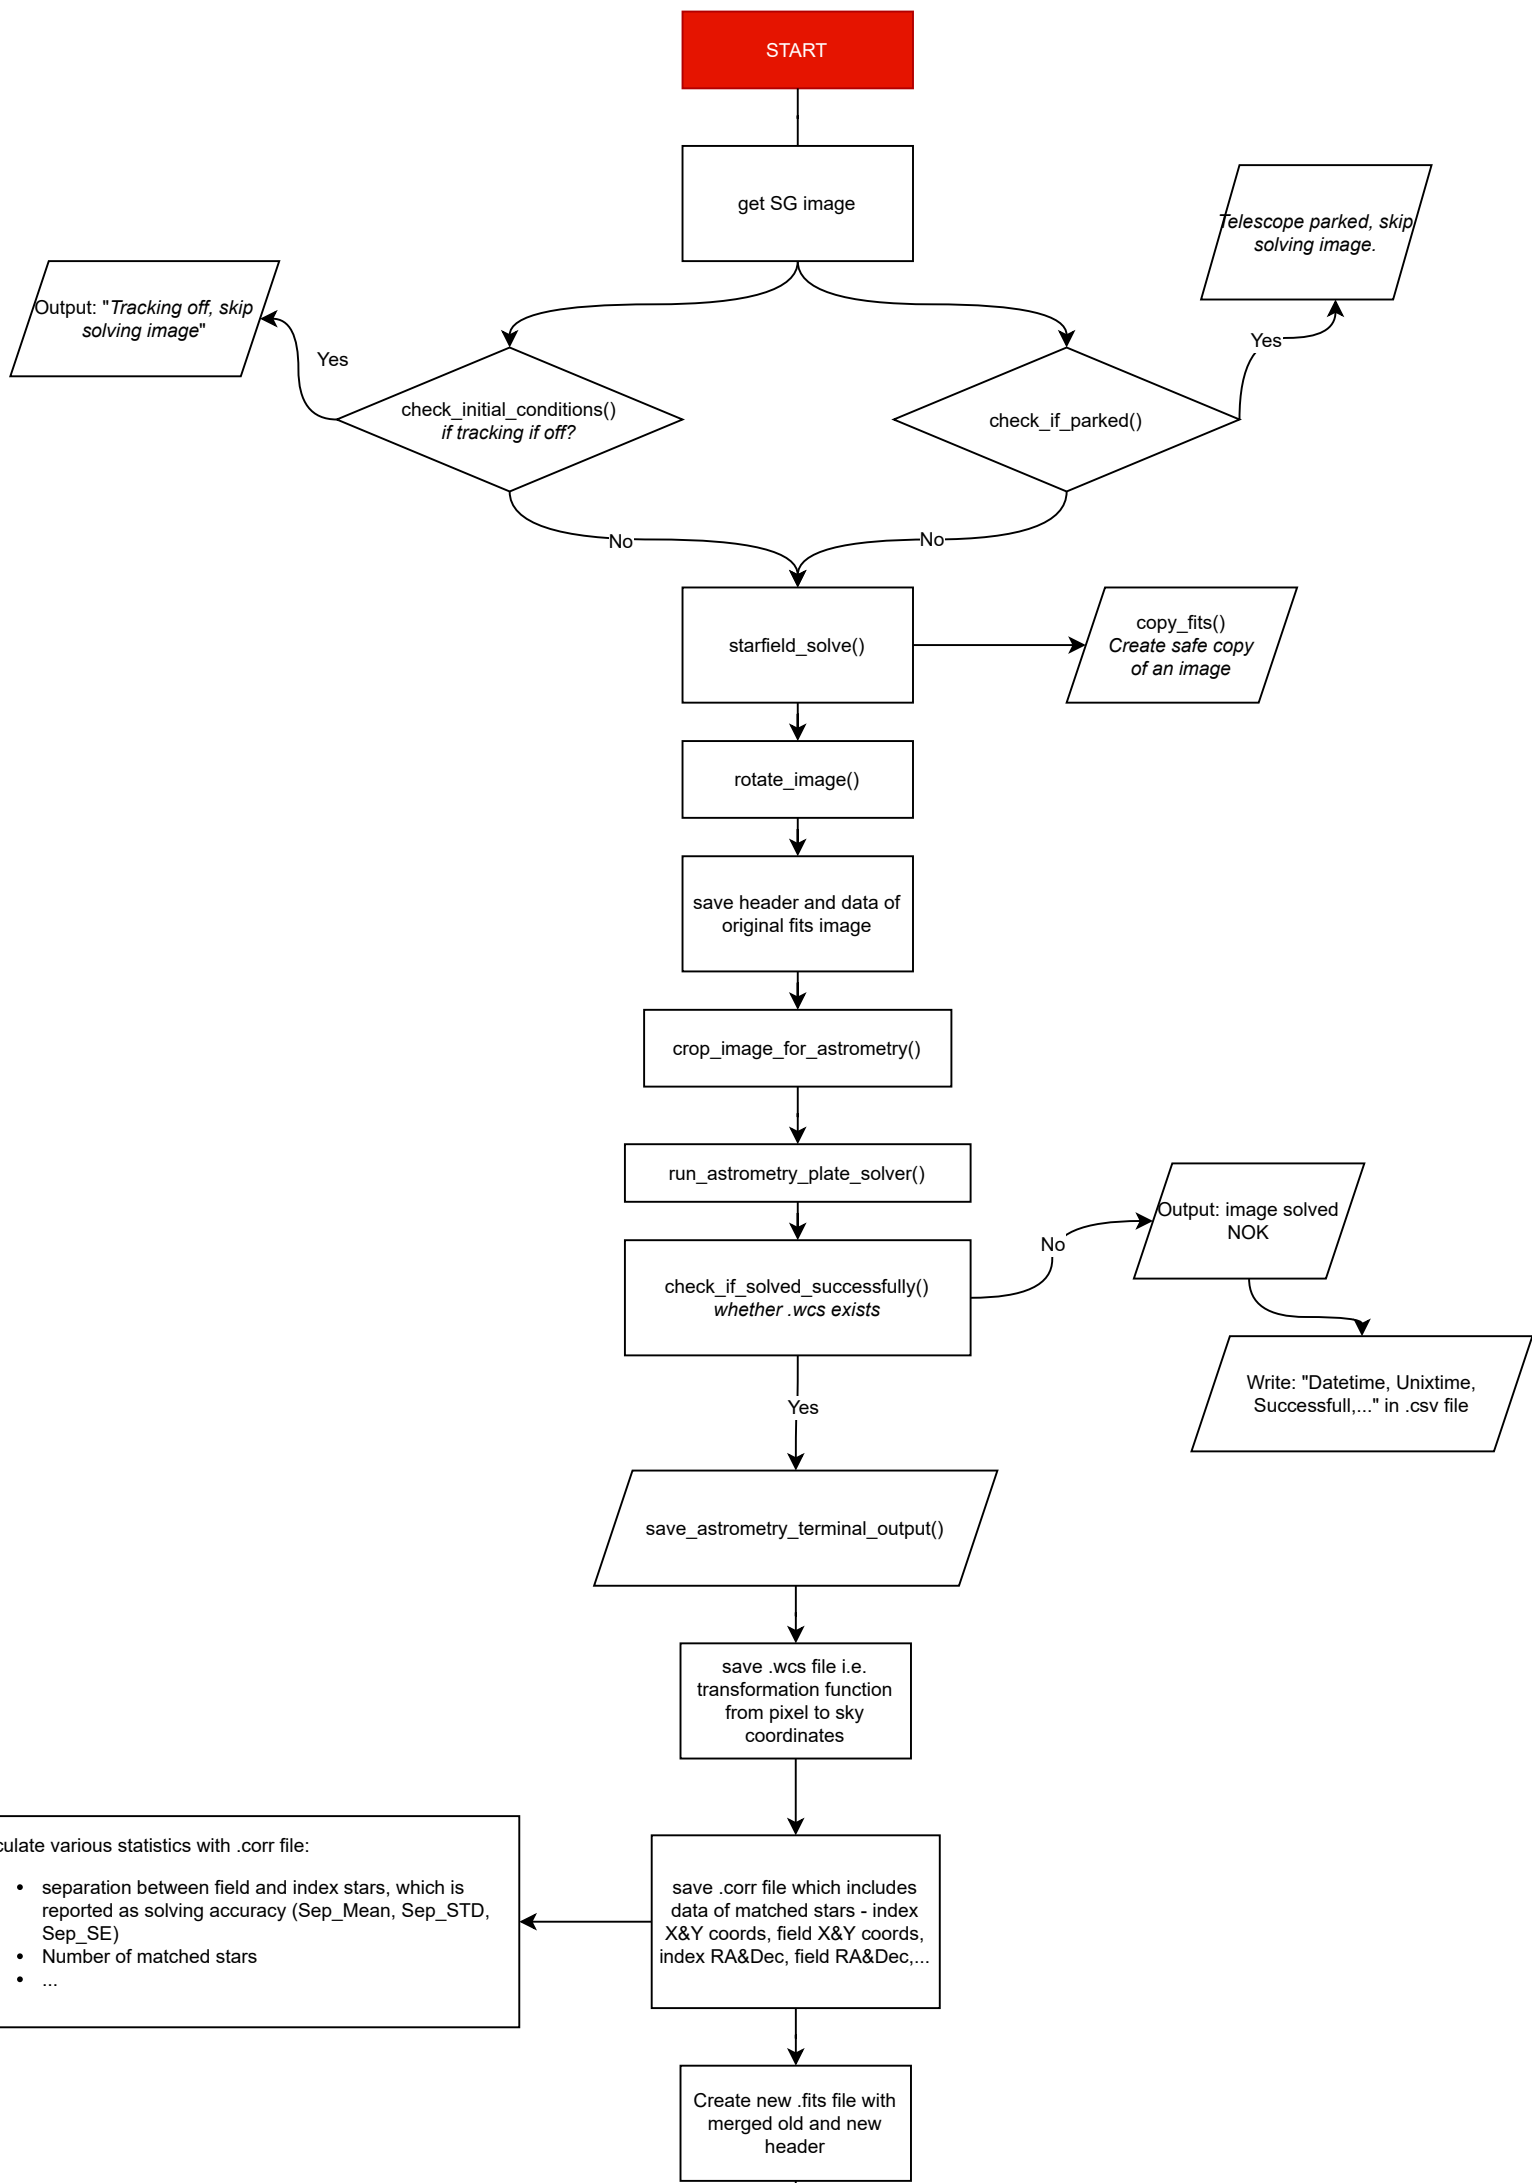 START
get SG image
Telescope parked, skip
solving image.
Output: "Tracking off, skip
solving image"
Yes
Yes
check_initial_conditions()
if tracking if off?
check_if_parked()
No
No
starfield_solve()
copy_fits()
Create safe copy
of an image
rotate_image()
save header and data of
original fits image
crop_image_for_astrometry()
run_astrometry_plate_solver()
Output: image solved
NOK
No
check_if_solved_successfully()
whether .wcs exists
Write: "Datetime, Unixtime,
Successfull,..." in .csv file
Yes
save_astrometry_terminal_output()
save .wcs file i.e.
transformation function
from pixel to sky
coordinates
culate various statistics with .corr file:
• separation between field and index stars, which is
reported as solving accuracy (Sep_Mean, Sep_STD,
Sep_SE)
• Number of matched stars
• ...
save .corr file which includes
data of matched stars - index
X&Y coords, field X&Y coords,
index RA&Dec, field RA&Dec,...
Create new .fits file with
merged old and new
header